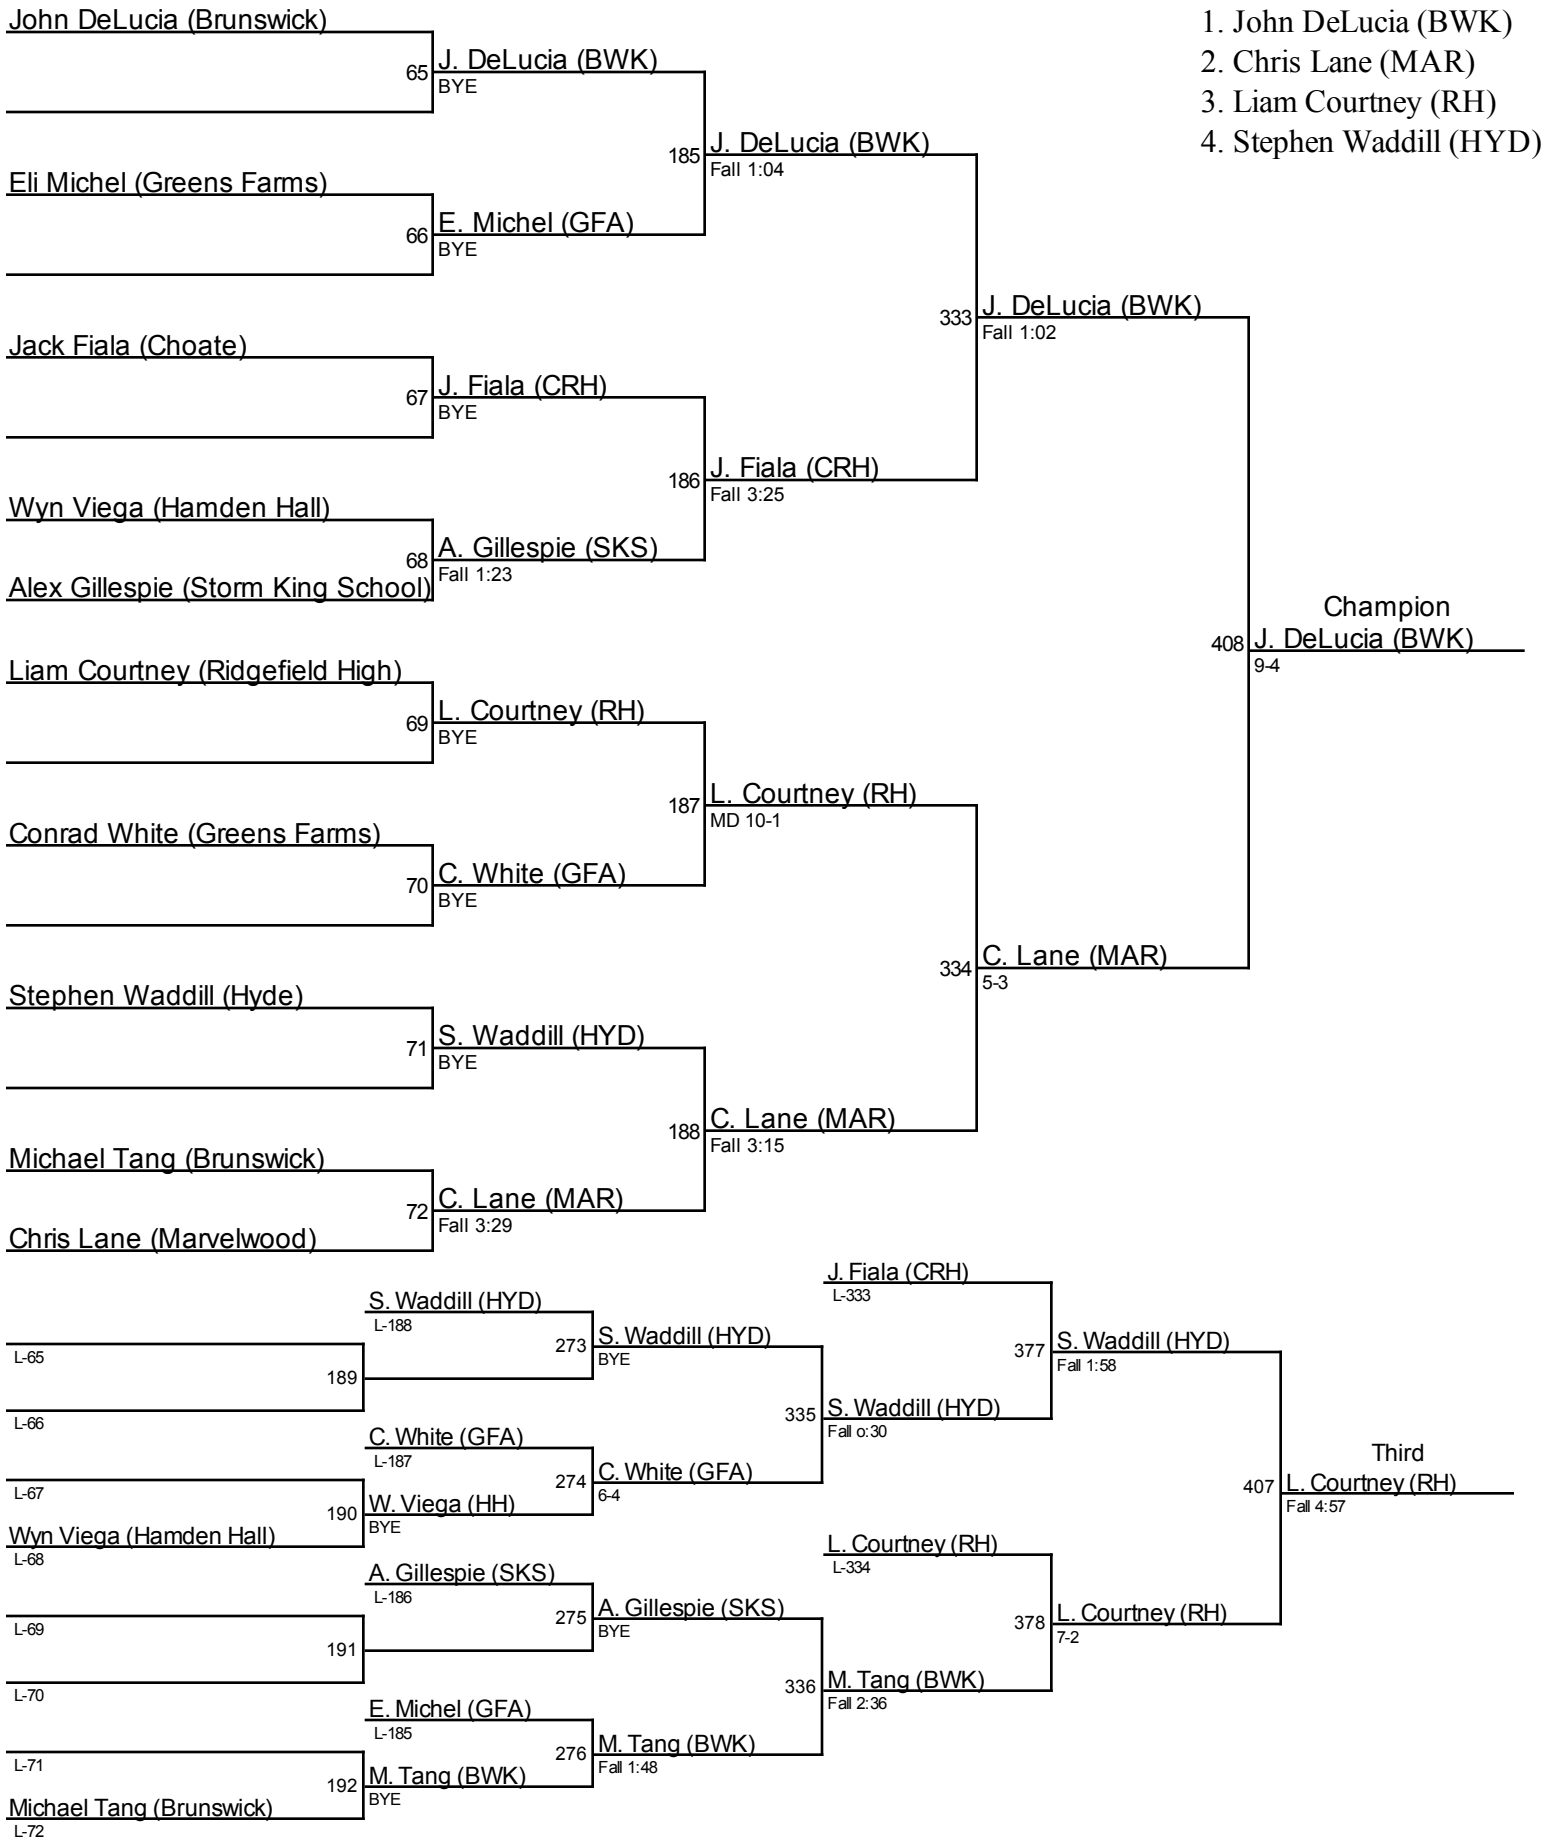 John DeLucia (Brunswick)
65
J. DeLucia (BWK)
BYE
Eli Michel (Greens Farms)
66
E. Michel (GFA)
BYE
185
J. DeLucia (BWK)
Fall 1:04
Jack Fiala (Choate)
67
J. Fiala (CRH)
BYE
Wyn Viega (Hamden Hall)
Alex Gillespie (Storm King School)
68
A. Gillespie (SKS)
Fall 1:23
186
J. Fiala (CRH)
Fall 3:25
333
J. DeLucia (BWK)
Fall 1:02
Liam Courtney (Ridgefield High)
69
L. Courtney (RH)
BYE
Conrad White (Greens Farms)
70
C. White (GFA)
BYE
187
L. Courtney (RH)
MD 10-1
Stephen Waddill (Hyde)
71
S. Waddill (HYD)
BYE
Michael Tang (Brunswick)
Chris Lane (Marvelwood)
72
C. Lane (MAR)
Fall 3:29
188
C. Lane (MAR)
Fall 3:15
334
C. Lane (MAR)
5-3
Champion
408
J. DeLucia (BWK)
9-4
1. John DeLucia (BWK)
2. Chris Lane (MAR)
3. Liam Courtney (RH)
4. Stephen Waddill (HYD)
L-65
L-66
189
S. Waddill (HYD)
L-188
273
S. Waddill (HYD)
BYE
L-67
Wyn Viega (Hamden Hall)
L-68
190
W. Viega (HH)
BYE
C. White (GFA)
L-187
274
C. White (GFA)
6-4
335
S. Waddill (HYD)
Fall o:30
J. Fiala (CRH)
L-333
377
S. Waddill (HYD)
Fall 1:58
L-69
L-70
191
A. Gillespie (SKS)
L-186
275
A. Gillespie (SKS)
BYE
L-71
Michael Tang (Brunswick)
L-72
192
M. Tang (BWK)
BYE
E. Michel (GFA)
L-185
276
M. Tang (BWK)
Fall 1:48
336
M. Tang (BWK)
Fall 2:36
L. Courtney (RH)
L-334
378
L. Courtney (RH)
7-2
Third
407
L. Courtney (RH)
Fall 4:57